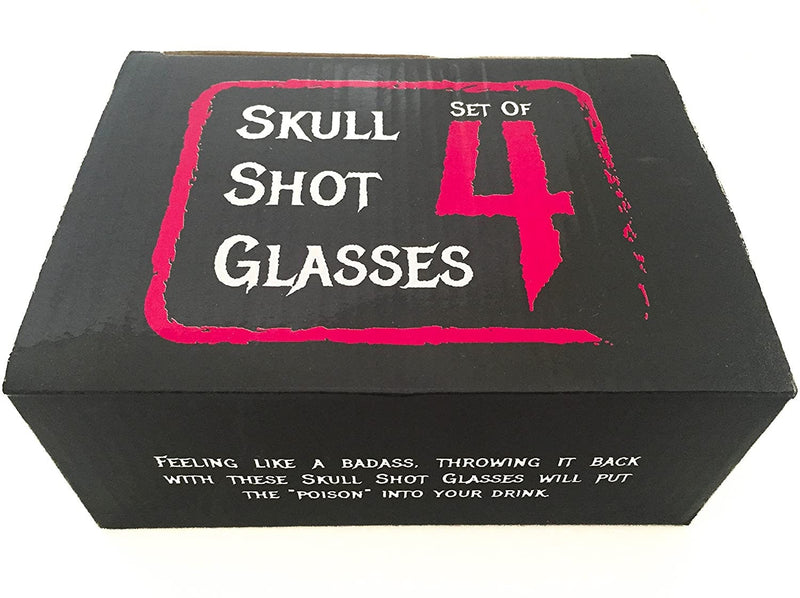 Skull
Shot
Glasses
Set Of
4
Feeling like a badass, throwing it back
with these Skull Shot Glasses will put
the "poison" into your drink.